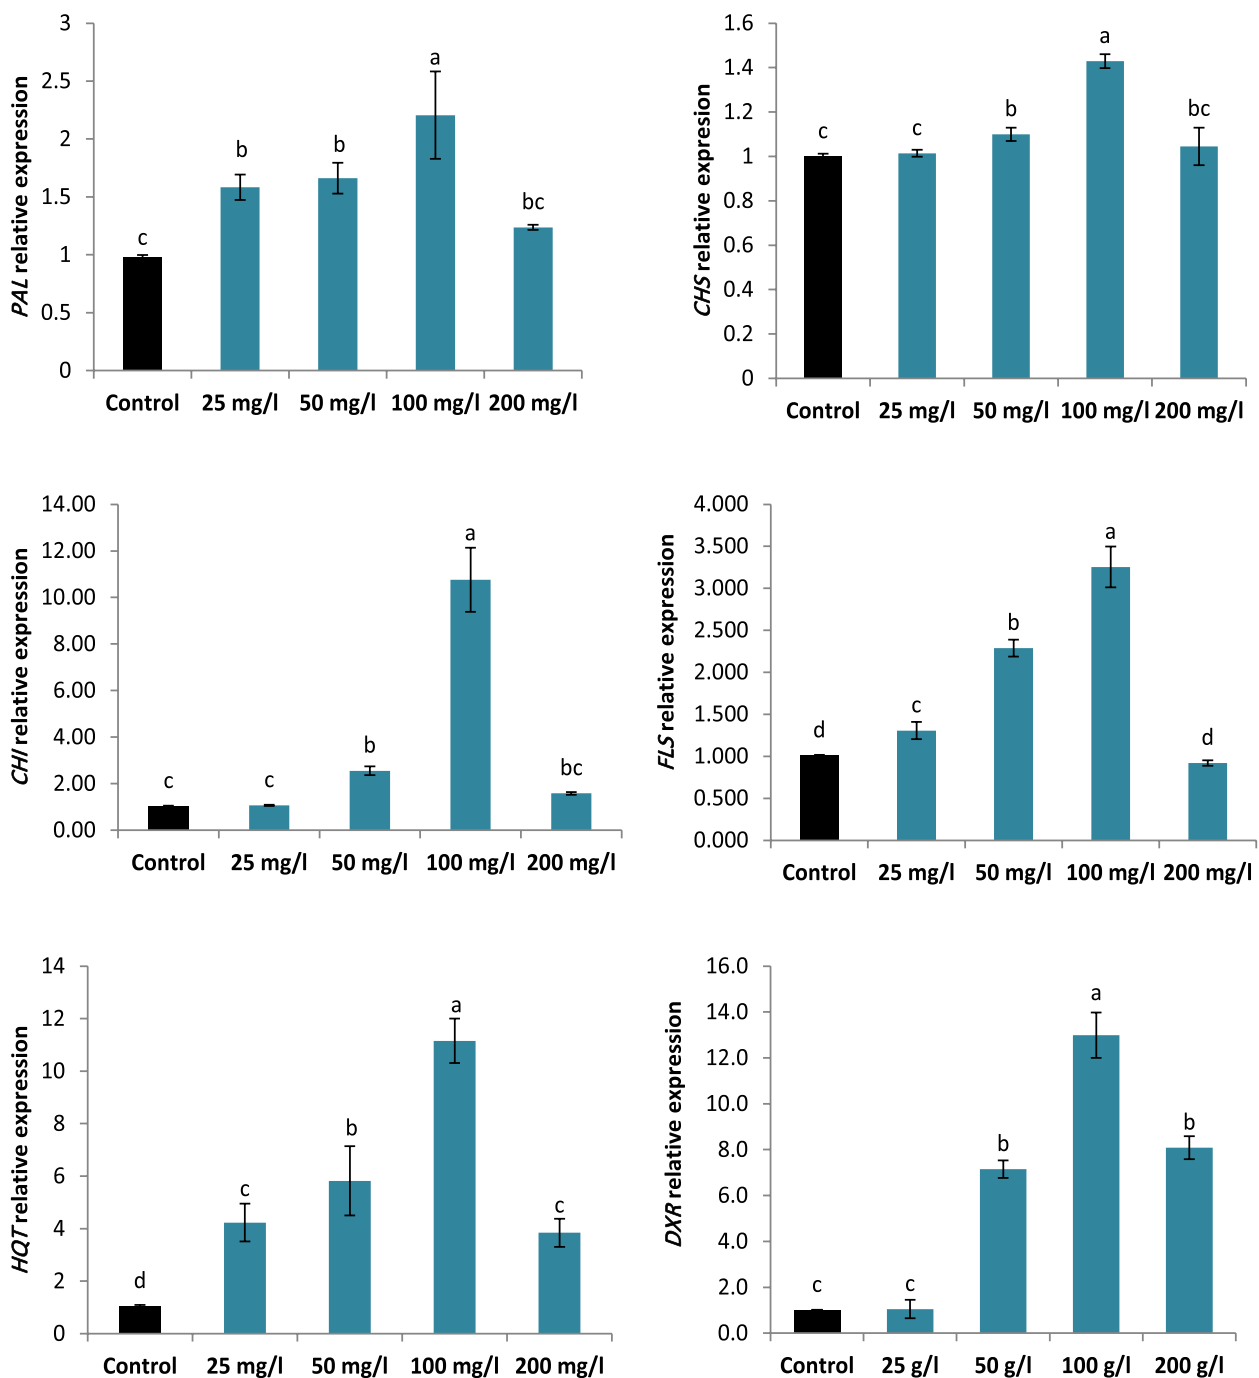 PAL relative expression
3
2.5
2
1.5
1
0.5
0
c
b
b
a
bc
Control 25 mg/l 50 mg/l 100 mg/l 200 mg/l
CHS relative expression
1.6
1.4
1.2
1
0.8
0.6
0.4
0.2
0
c
c
b
a
bc
Control 25 mg/l 50 mg/l 100 mg/l 200 mg/l
CHI relative expression
14.00
12.00
10.00
8.00
6.00
4.00
2.00
0.00
c
c
b
a
bc
Control 25 mg/l 50 mg/l 100 mg/l 200 mg/l
FLS relative expression
4.000
3.500
3.000
2.500
2.000
1.500
1.000
0.500
0.000
d
c
b
a
d
Control 25 mg/l 50 mg/l 100 mg/l 200 mg/l
HQT relative expression
14
12
10
8
6
4
2
0
d
c
b
a
c
Control 25 mg/l 50 mg/l 100 mg/l 200 mg/l
DXR relative expression
16.0
14.0
12.0
10.0
8.0
6.0
4.0
2.0
0.0
c
c
b
a
b
Control 25 g/l 50 g/l 100 g/l 200 g/l